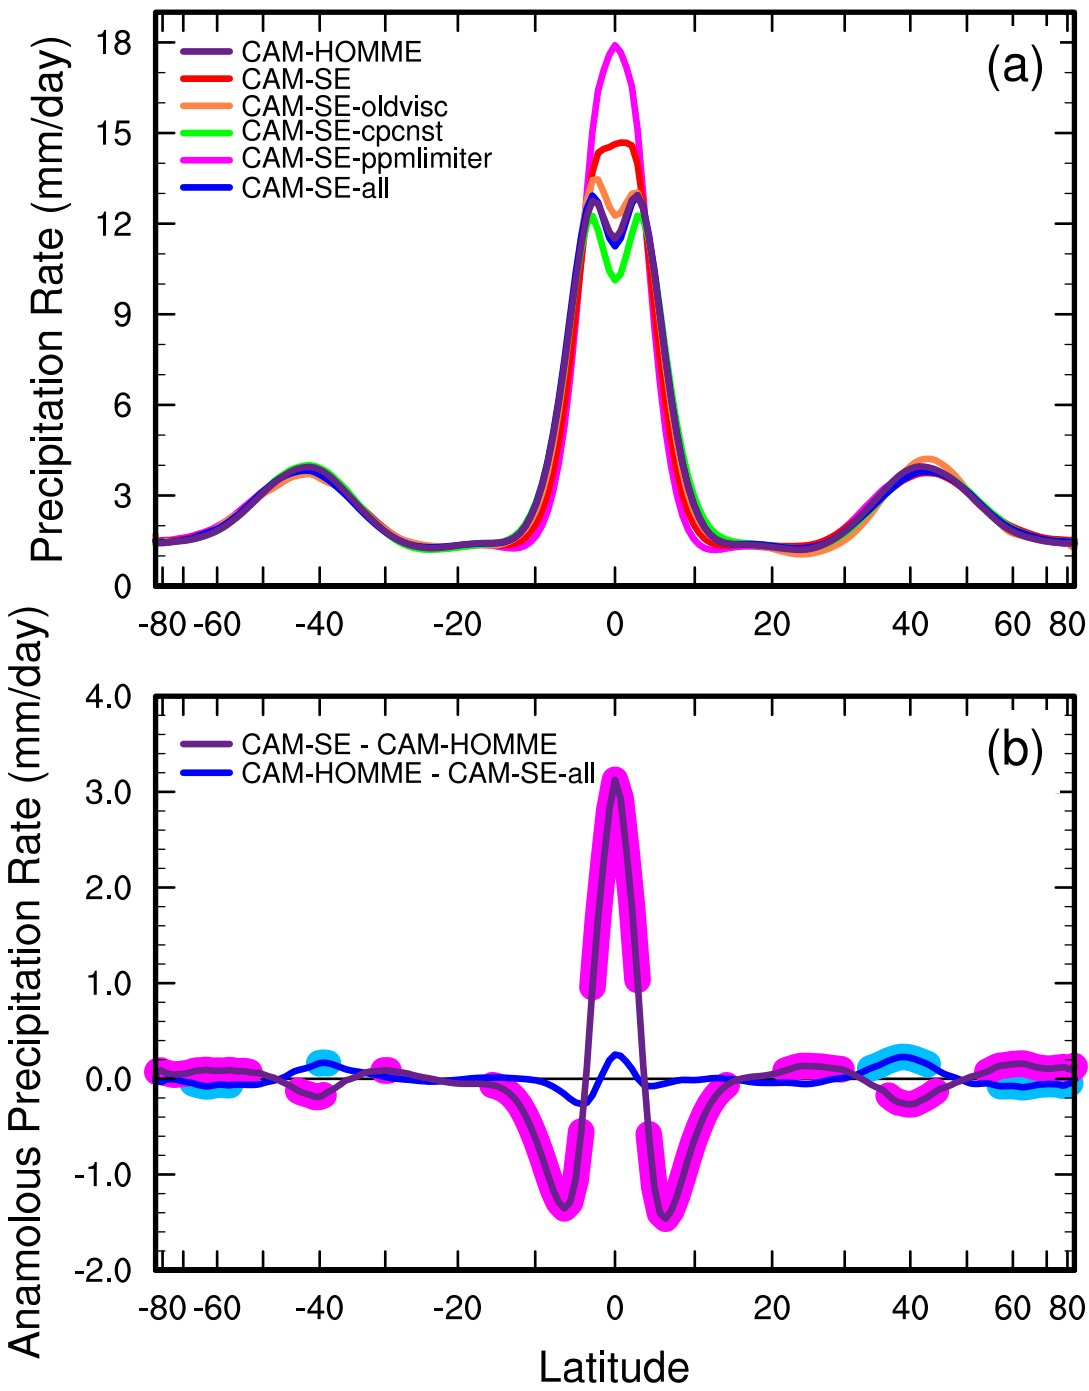 Precipitation Rate (mm/day)
18
15
12
9
6
3
0
CAM-HOMME
CAM-SE
CAM-SE-oldvisc
CAM-SE-cpcnst
CAM-SE-ppmlimiter
CAM-SE-all
(a)
-80 -60 -40 -20 0 20 40 60 80
Anamolous Precipitation Rate (mm/day)
4.0
3.0
2.0
1.0
0.0
-1.0
-2.0
CAM-SE - CAM-HOMME
CAM-HOMME - CAM-SE-all
(b)
-80 -60 -40 -20 0 20 40 60 80
Latitude